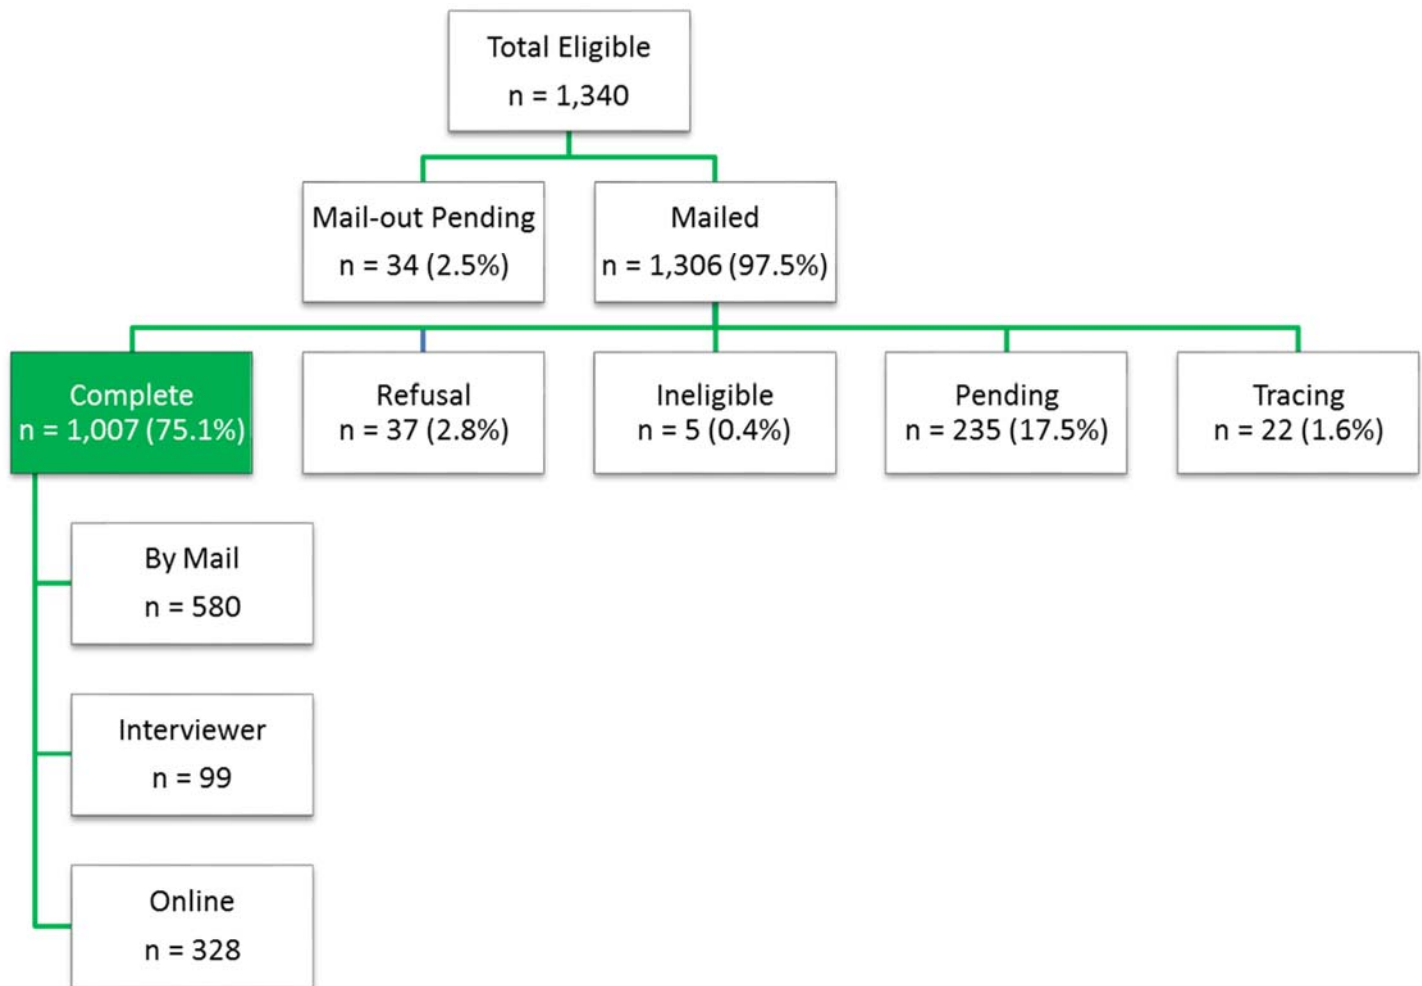 Total Eligible
n = 1,340
Mail-out Pending
n = 34 (2.5%)
Mailed
n = 1,306 (97.5%)
Complete
n = 1,007 (75.1%)
Refusal
n = 37 (2.8%)
Ineligible
n = 5 (0.4%)
Pending
n = 235 (17.5%)
Tracing
n = 22 (1.6%)
By Mail
n = 580
Interviewer
n = 99
Online
n = 328